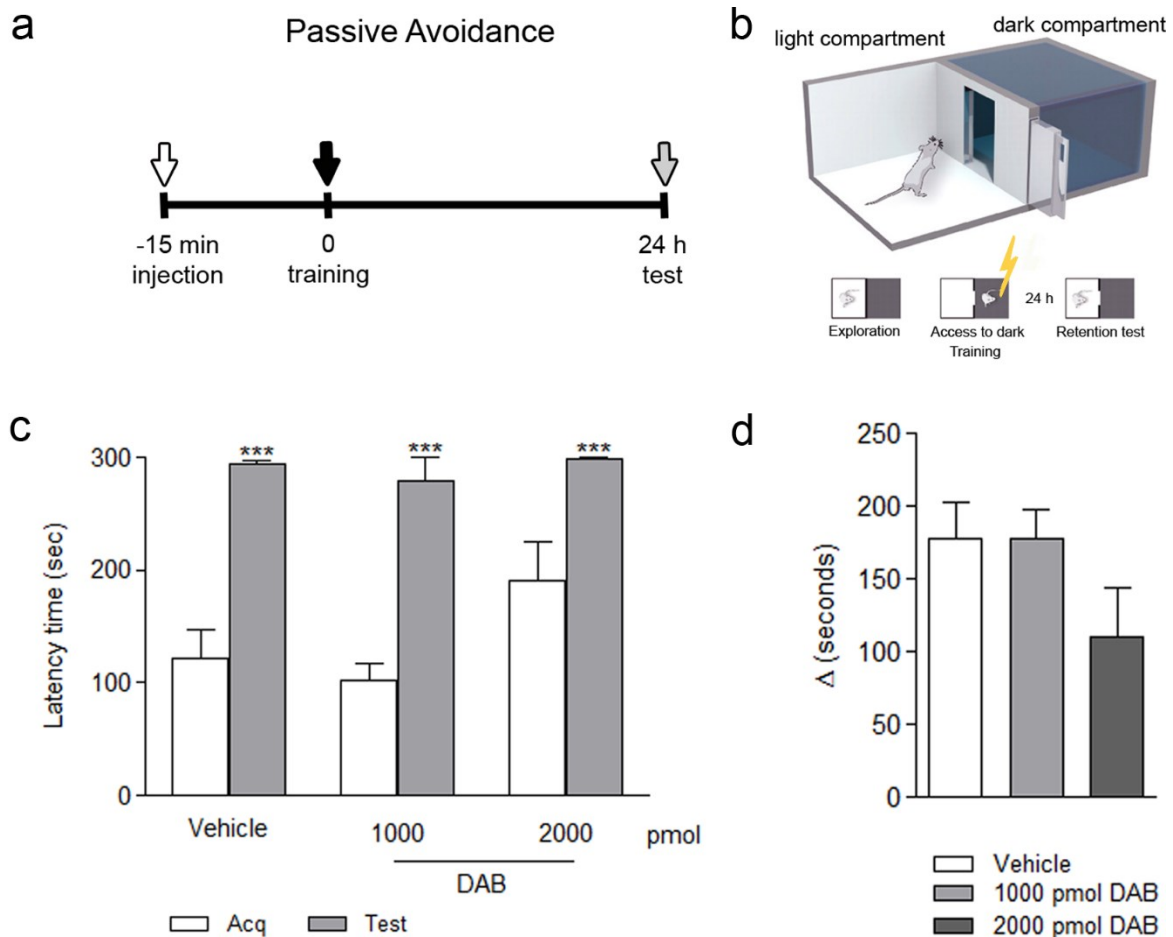 a
Passive Avoidance
-15 min
injection
0
training
24 h
test
b
light compartment
dark compartment
24 h
Exploration
Access to dark
Training
Retention test
c
Latency time (sec)
300
200
100
0
***
***
***
Vehicle
1000
2000
pmol
DAB
Acq
Test
d
Δ (seconds)
250
200
150
100
50
0
Vehicle
1000 pmol DAB
2000 pmol DAB